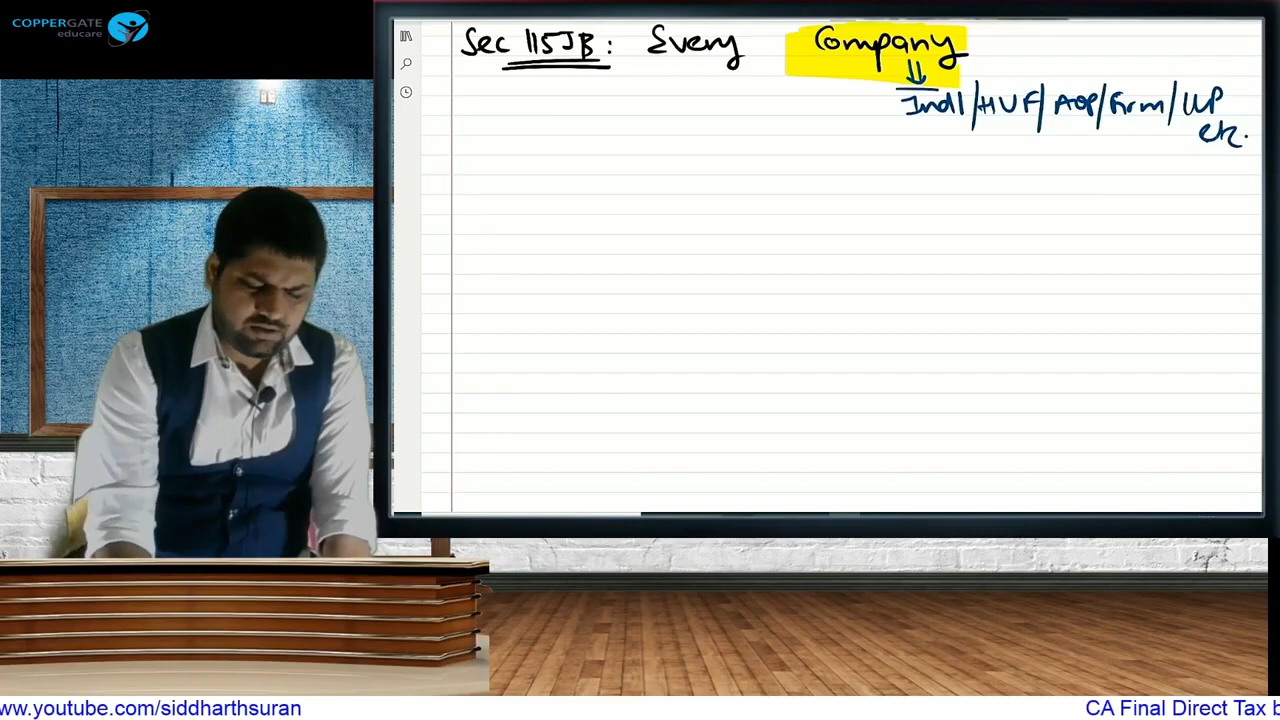 COPPERGATE
educare
Sec 115JB: Every Company
Indl/HUF/AOP/Firm/LLP
etc.
www.youtube.com/siddharthsuran
CA Final Direct Tax b